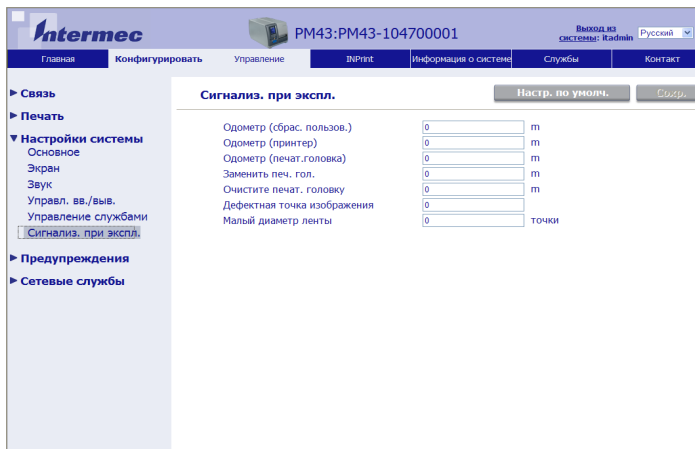 Intermec
PM43:PM43-104700001
Выход из системы: itadmin
Русский
Главная Конфигурировать Управление INPrint Информация о системе Службы Контакт
Связь
Печать
Настройки системы
Основное
Экран
Звук
Управл. вв./выв.
Управление службами
Сигнализ. при экспл.
Предупреждения
Сетевые службы
Сигнализ. при экспл.
Настр. по умолч. Сохр.
Одометр (сбрас. пользов.) 0 m
Одометр (принтер) 0 m
Одометр (печат.головка) 0 m
Заменить печ. гол. 0 m
Очистите печат. головку 0 m
Дефектная точка изображения 0
Малый диаметр ленты 0 точки